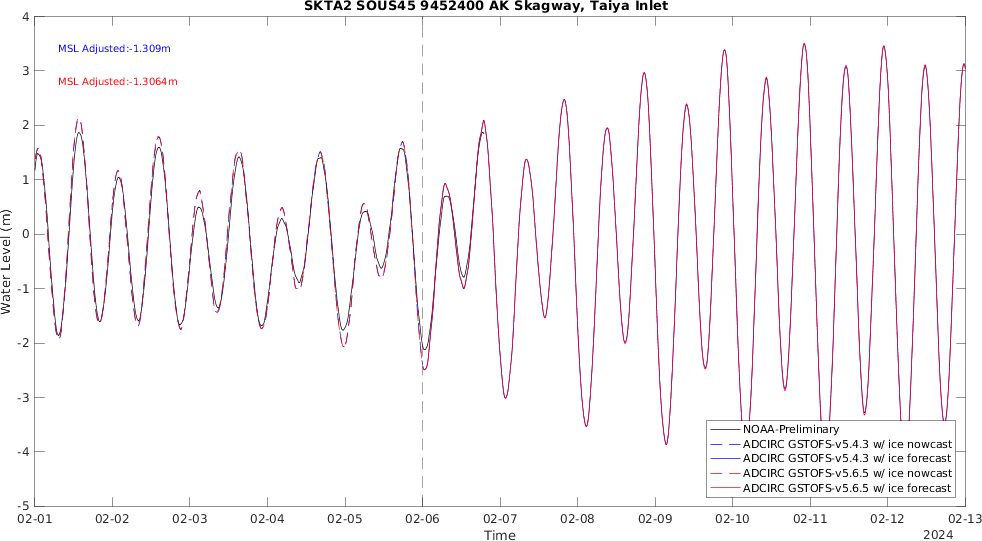 SKTA2 SOUS45 9452400 AK Skagway, Taiya Inlet
MSL Adjusted:-1.309m
MSL Adjusted:-1.3064m
4
3
2
1
0
-1
-2
-3
-4
-5
Water Level (m)
NOAA-Preliminary
ADCIRC GSTOFS-v5.4.3 w/ ice nowcast
ADCIRC GSTOFS-v5.4.3 w/ ice forecast
ADCIRC GSTOFS-v5.6.5 w/ ice nowcast
ADCIRC GSTOFS-v5.6.5 w/ ice forecast
02-01 02-02 02-03 02-04 02-05 02-06 02-07 02-08 02-09 02-10 02-11 02-12 02-13
Time
2024